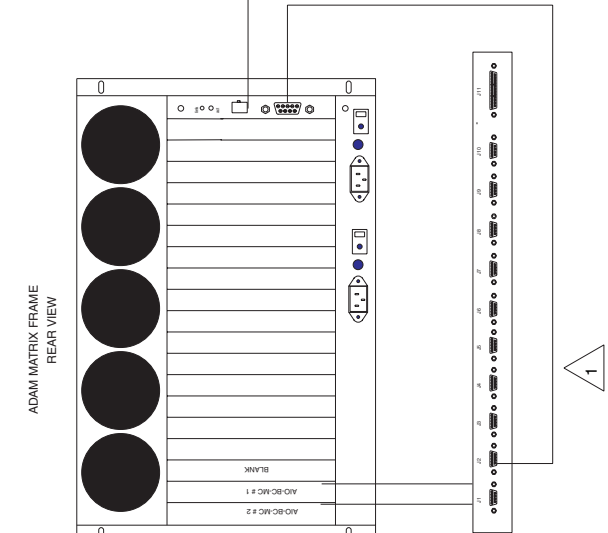 ADAM MATRIX FRAME
REAR VIEW
BLANK
AIO-BC-MC # 1
AIO-BC-MC # 2
J11
J10
J9
J8
J7
J6
J5
J4
J3
J2
J1
1